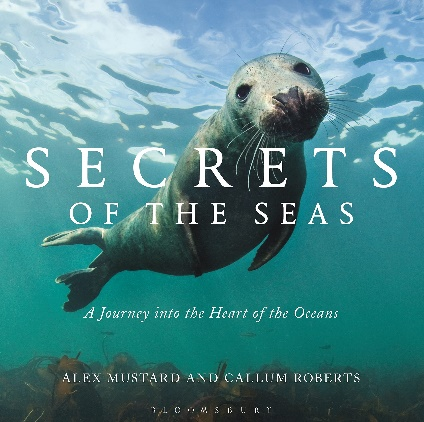 SECRETS
OF THE SEAS
A Journey into the Heart of the Oceans
ALEX MUSTARD AND CALLUM ROBERTS
BLOOMSBURY